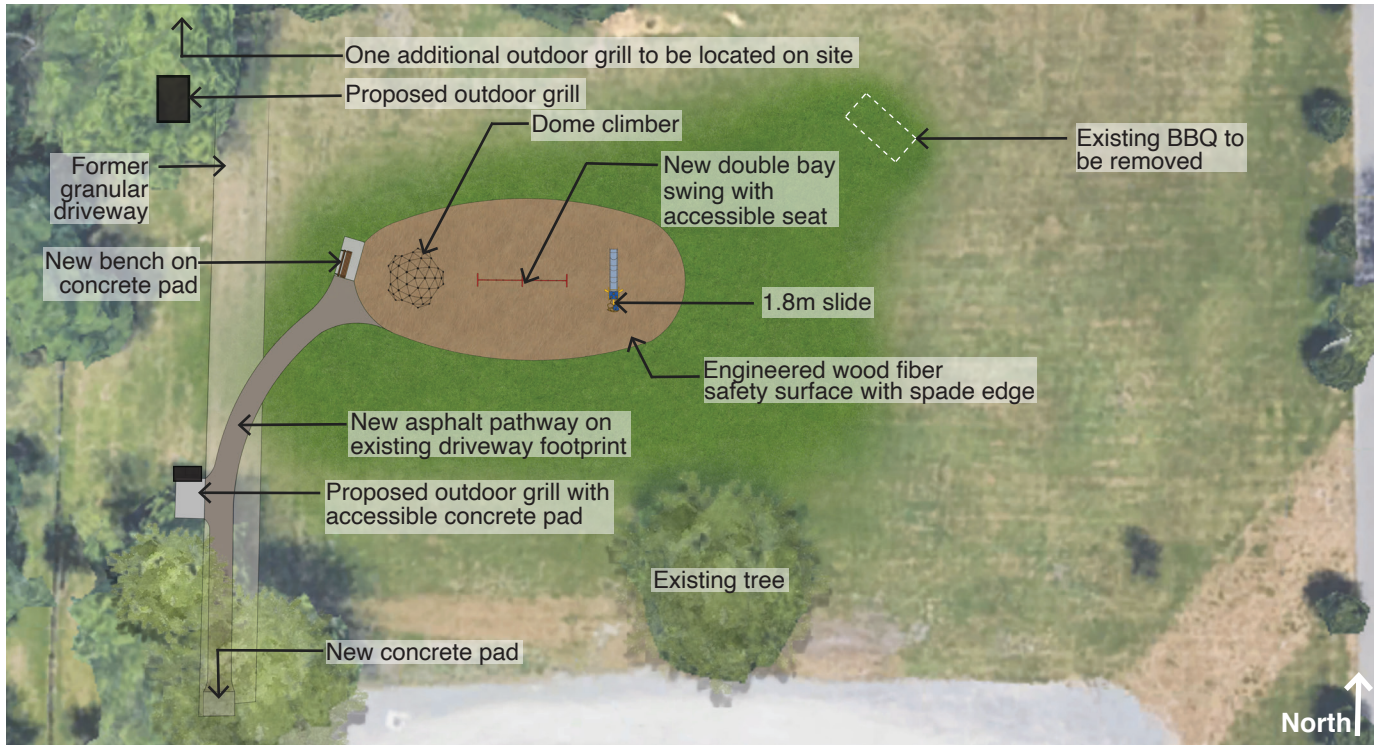 One additional outdoor grill to be located on site
Proposed outdoor grill
Dome climber
Existing BBQ to
be removed
Former
granular
driveway
New double bay
swing with
accessible seat
New bench on
concrete pad
1.8m slide
Engineered wood fiber
safety surface with spade edge
New asphalt pathway on
existing driveway footprint
Proposed outdoor grill with
accessible concrete pad
Existing tree
New concrete pad
North